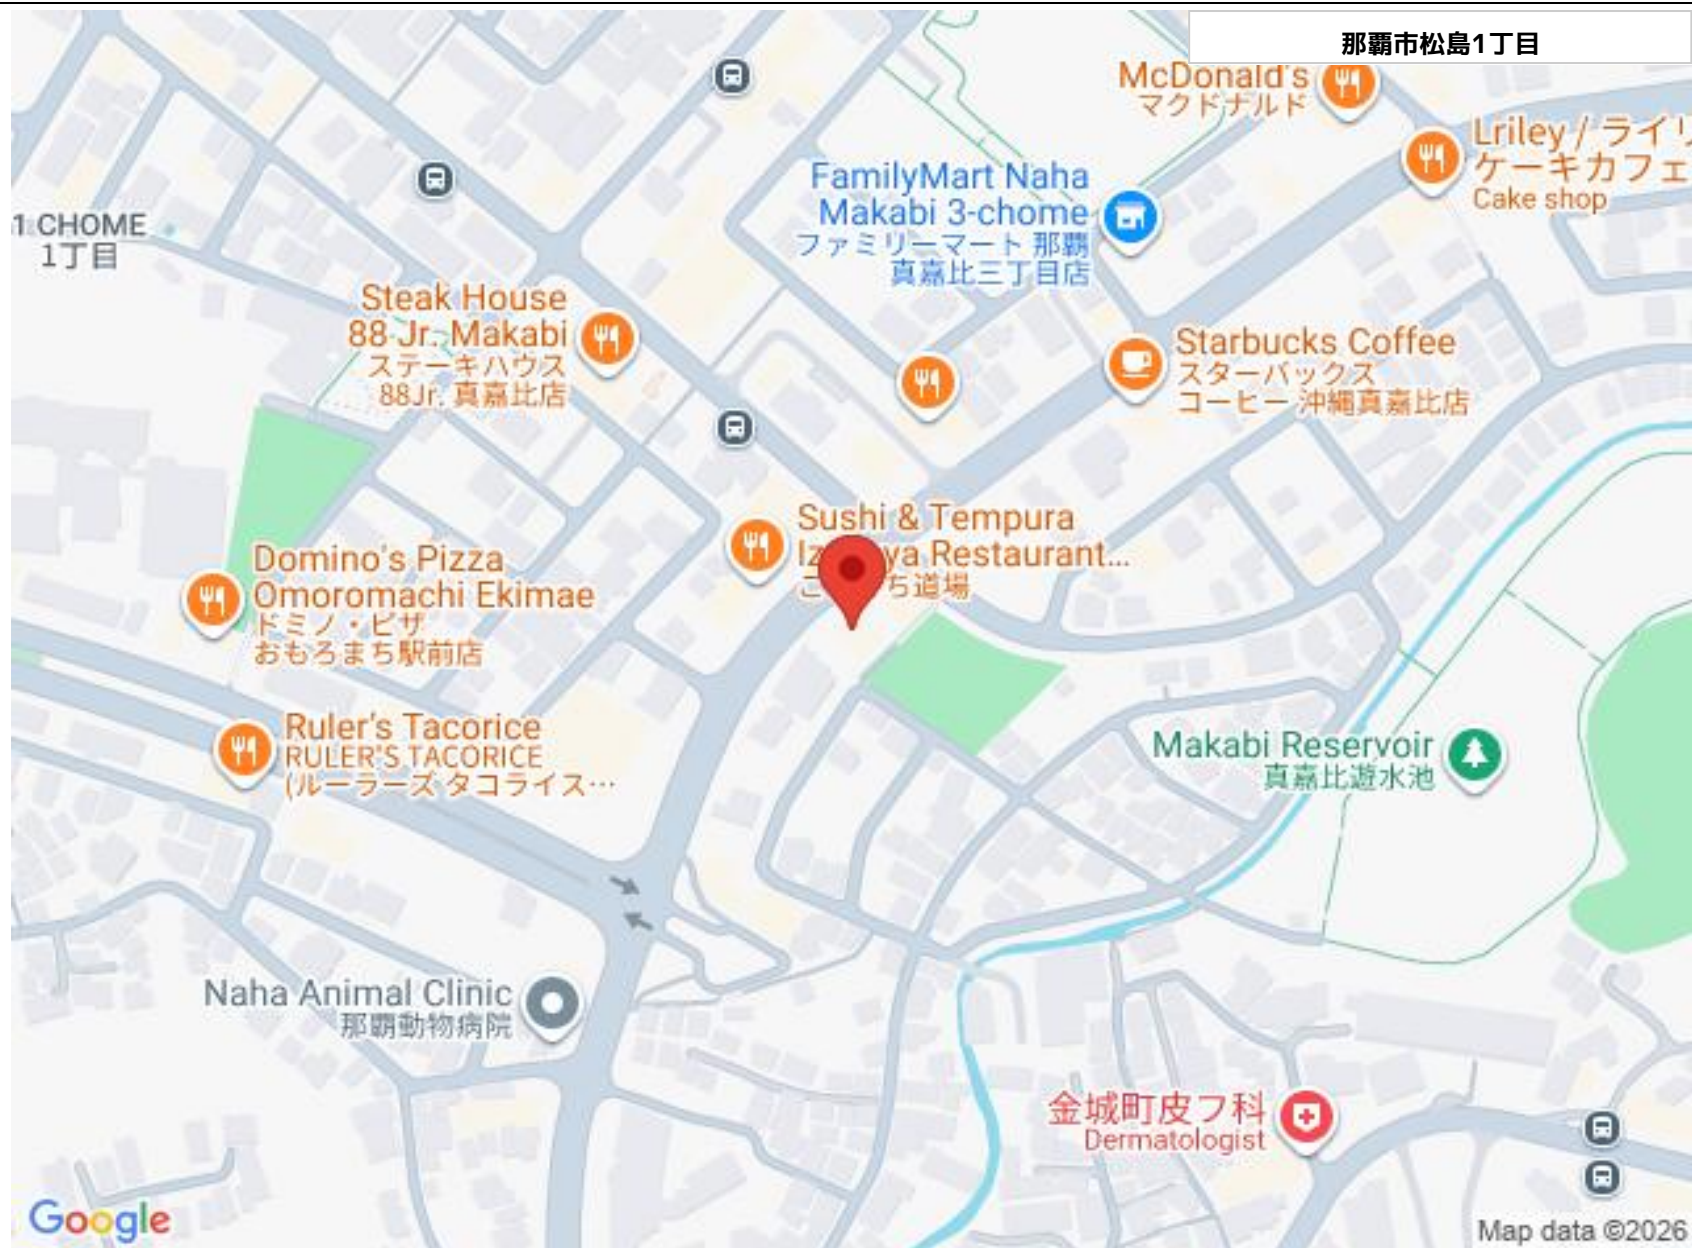 那覇市松島1丁目
McDonald's
マクドナルド
Lriley / ライリ
ケーキカフェ
Cake shop
FamilyMart Naha
Makabi 3-chome
ファミリーマート 那覇
真嘉比三丁目店
1 CHOME
1丁目
Steak House
88 Jr. Makabi
ステーキハウス
88Jr. 真嘉比店
Starbucks Coffee
スターバックス
コーヒー 沖縄真嘉比店
Sushi & Tempura
Restaurant...
ち道場
Domino's Pizza
Omoromachi Ekimae
ドミノ・ピザ
おもろまち駅前店
Ruler's Tacorice
RULER'S TACORICE
(ルーラーズ タコライス…
Makabi Reservoir
真嘉比遊水池
Naha Animal Clinic
那覇動物病院
金城町皮フ科
Dermatologist
Google
Map data ©2026